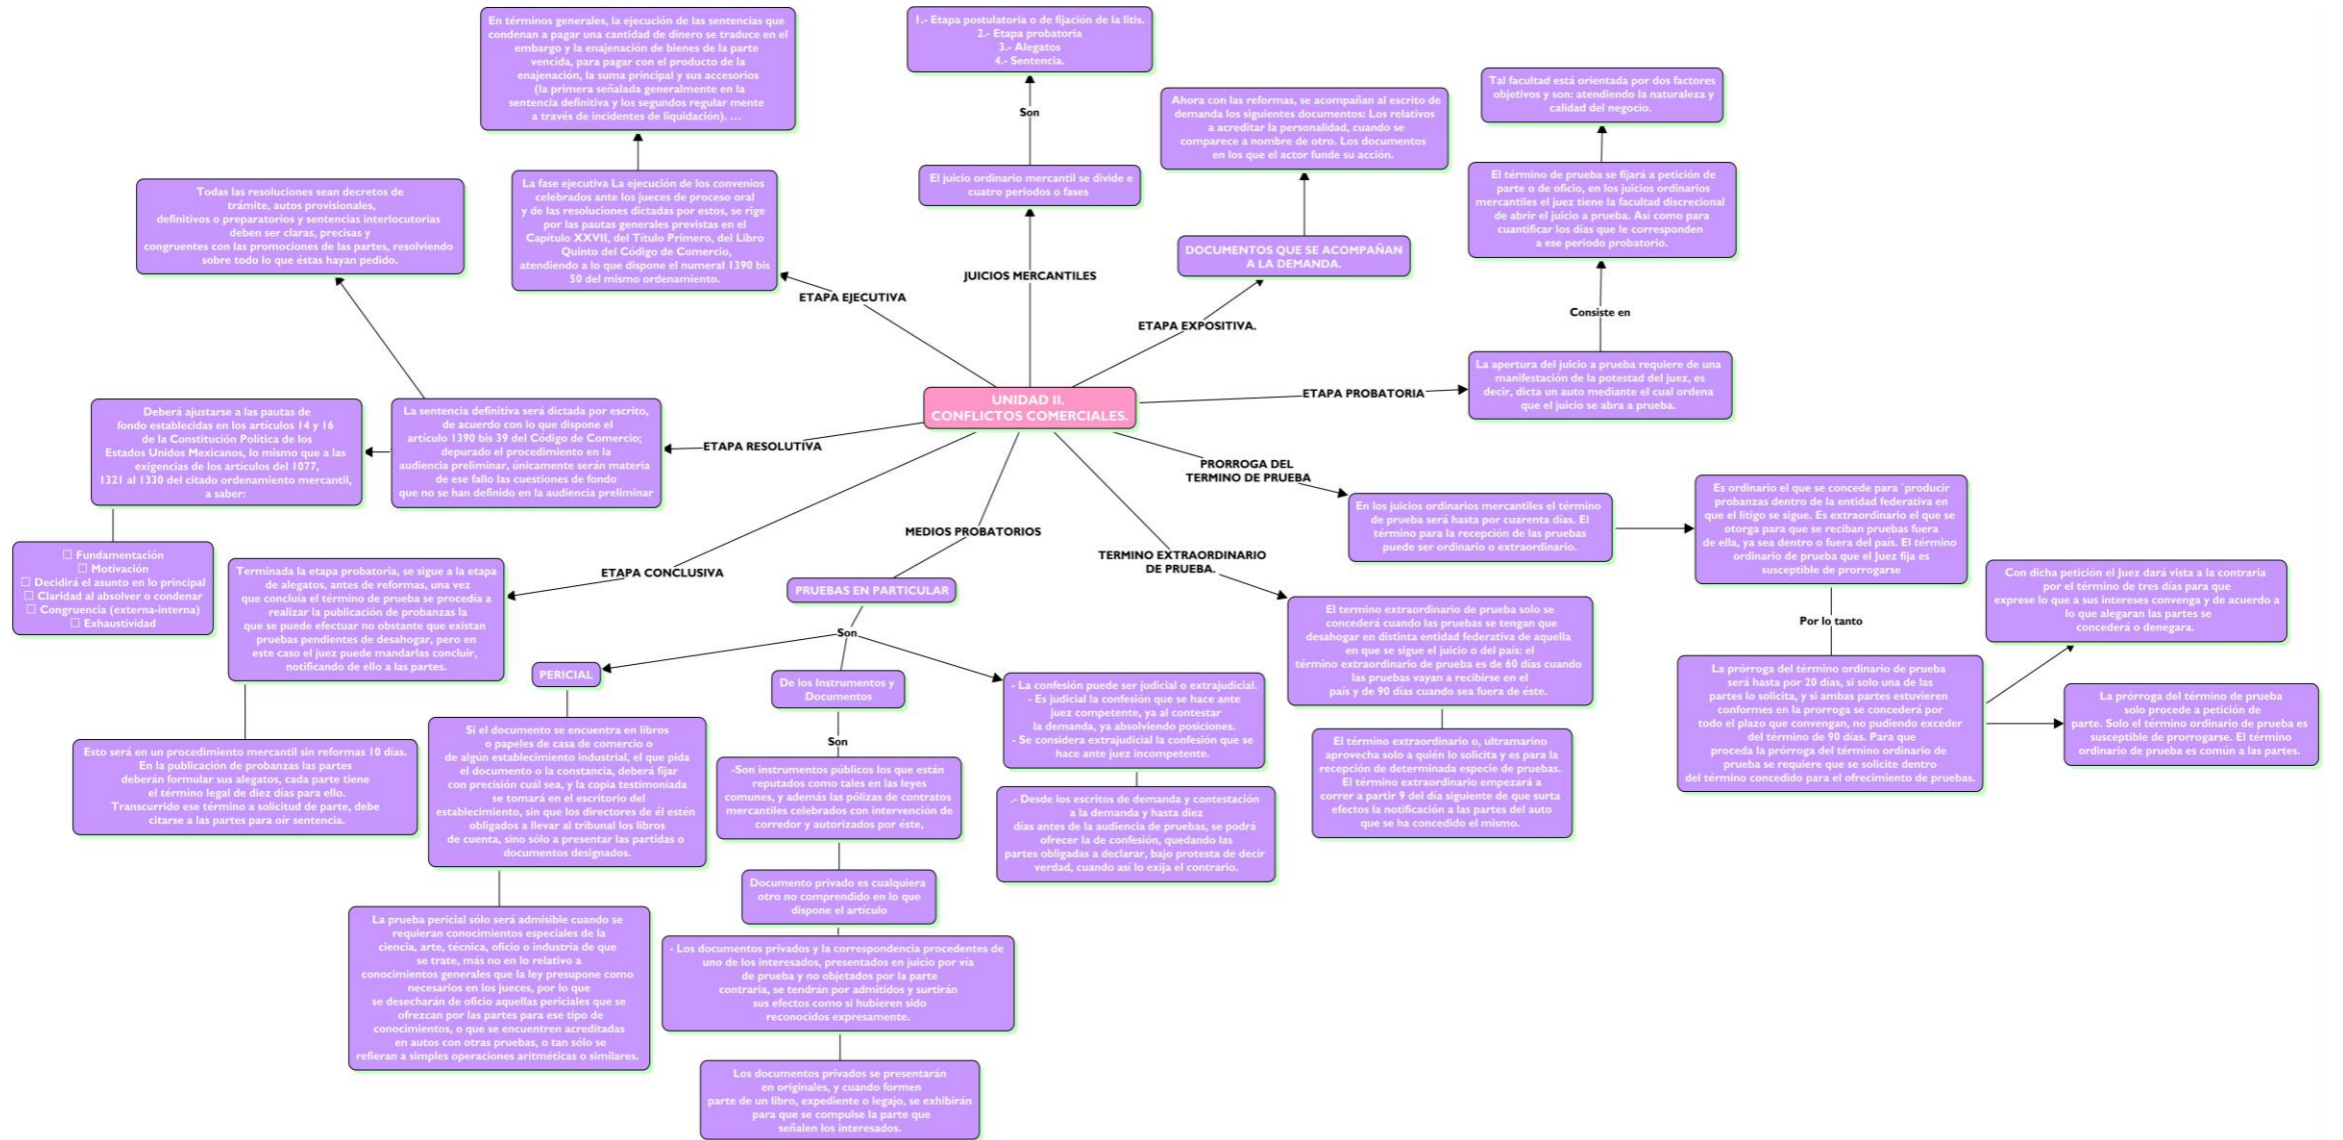 En términos generales, la ejecución de las sentencias que
condenan a pagar una cantidad de dinero se traduce en el
embargo y la enajenación de bienes de la parte
vencida, para pagar con el producto de la
enajenación, la suma principal y sus accesorios
(la primera señalada generalmente en la
sentencia definitiva y los segundos regular mente
a través de incidentes de liquidación). ...
1.- Etapa postulatoria o de fijación de la litis.
2.- Etapa probatoria
3.- Alegatos
4.- Sentencia.
Son
El juicio ordinario mercantil se divide e
cuatro periodos o fases
JUICIOS MERCANTILES
Ahora con las reformas, se acompañan al escrito de
demanda los siguientes documentos: Los relativos
a acreditar la personalidad, cuando se
comparece a nombre de otro. Los documentos
en los que el actor funde su acción.
DOCUMENTOS QUE SE ACOMPAÑAN
A LA DEMANDA.
ETAPA EXPOSITIVA.
Tal facultad está orientada por dos factores
objetivos y son: atendiendo la naturaleza y
calidad del negocio.
El término de prueba se fijará a petición de
parte o de oficio, en los juicios ordinarios
mercantiles el juez tiene la facultad discrecional
de abrir el juicio a prueba. Así como para
cuantificar los días que le corresponden
a ese periodo probatorio.
Consiste en
La apertura del juicio a prueba requiere de una
manifestación de la potestad del juez, es
decir, dicta un auto mediante el cual ordena
que el juicio se abra a prueba.
ETAPA PROBATORIA
Todas las resoluciones sean decretos de
trámite, autos provisionales,
definitivos o preparatorios y sentencias interlocutorias
deben ser claras, precisas y
congruentes con las promociones de las partes, resolviendo
sobre todo lo que éstas hayan pedido.
La fase ejecutiva La ejecución de los convenios
celebrados ante los jueces de proceso oral
y de las resoluciones dictadas por estos, se rige
por las pautas generales previstas en el
Capítulo XXVII, del Título Primero, del Libro
Quinto del Código de Comercio,
atendiendo a lo que dispone el numeral 1390 bis
50 del mismo ordenamiento.
ETAPA EJECUTIVA
UNIDAD II.
CONFLICTOS COMERCIALES.
Deberá ajustarse a las pautas de
fondo establecidas en los artículos 14 y 16
de la Constitución Política de los
Estados Unidos Mexicanos, lo mismo que a las
exigencias de los artículos del 1077,
1321 al 1330 del citado ordenamiento mercantil,
a saber:
La sentencia definitiva será dictada por escrito,
de acuerdo con lo que dispone el
artículo 1390 bis 39 del Código de Comercio;
depurado el procedimiento en la
audiencia preliminar, únicamente serán materia
de ese fallo las cuestiones de fondo
que no se han definido en la audiencia preliminar
ETAPA RESOLUTIVA
□ Fundamentación
□ Motivación
□ Decidirá el asunto en lo principal
□ Claridad al absolver o condenar
□ Congruencia (externa-interna)
□ Exhaustividad
Terminada la etapa probatoria, se sigue a la etapa
de alegatos, antes de reformas, una vez
que concluía el término de prueba se procedía a
realizar la publicación de probanzas la
que se puede efectuar no obstante que existan
pruebas pendientes de desahogar, pero en
este caso el juez puede mandarlas concluir,
notificando de ello a las partes.
ETAPA CONCLUSIVA
Esto será en un procedimiento mercantil sin reformas 10 días.
En la publicación de probanzas las partes
deberán formular sus alegatos, cada parte tiene
el término legal de diez días para ello.
Transcurrido ese término a solicitud de parte, debe
citarse a las partes para oír sentencia.
MEDIOS PROBATORIOS
PRUEBAS EN PARTICULAR
Son
PERICIAL
Si el documento se encuentra en libros
o papeles de casa de comercio o
de algún establecimiento industrial, el que pida
el documento o la constancia, deberá fijar
con precisión cuál sea, y la copia testimoniada
se tomará en el escritorio del
establecimiento, sin que los directores de él estén
obligados a llevar al tribunal los libros
de cuenta, sino sólo a presentar las partidas o
documentos designados.
La prueba pericial sólo será admisible cuando se
requieran conocimientos especiales de la
ciencia, arte, técnica, oficio o industria de que
se trate, más no en lo relativo a
conocimientos generales que la ley presupone como
necesarios en los jueces, por lo que
se desecharán de oficio aquellas periciales que se
ofrezcan por las partes para ese tipo de
conocimientos, o que se encuentren acreditadas
en autos con otras pruebas, o tan sólo se
refieran a simples operaciones aritméticas o similares.
De los Instrumentos y
Documentos
Son
-Son instrumentos públicos los que están
reputados como tales en las leyes
comunes, y además las pólizas de contratos
mercantiles celebrados con intervención de
corredor y autorizados por éste,
Documento privado es cualquiera
otro no comprendido en lo que
dispone el artículo
- Los documentos privados y la correspondencia procedentes de
uno de los interesados, presentados en juicio por vía
de prueba y no objetados por la parte
contraria, se tendrán por admitidos y surtirán
sus efectos como si hubieren sido
reconocidos expresamente.
Los documentos privados se presentarán
en originales, y cuando formen
parte de un libro, expediente o legajo, se exhibirán
para que se compulse la parte que
señalen los interesados.
- La confesión puede ser judicial o extrajudicial.
- Es judicial la confesión que se hace ante
juez competente, ya al contestar
la demanda, ya absolviendo posiciones.
- Se considera extrajudicial la confesión que se
hace ante juez incompetente.
.- Desde los escritos de demanda y contestación
a la demanda y hasta diez
días antes de la audiencia de pruebas, se podrá
ofrecer la de confesión, quedando las
partes obligadas a declarar, bajo protesta de decir
verdad, cuando así lo exija el contrario.
TERMINO EXTRAORDINARIO
DE PRUEBA.
El termino extraordinario de prueba solo se
concederá cuando las pruebas se tengan que
desahogar en distinta entidad federativa de aquella
en que se sigue el juicio o del país: el
término extraordinario de prueba es de 60 días cuando
las pruebas vayan a recibirse en el
país y de 90 días cuando sea fuera de éste.
El término extraordinario o, ultramarino
aprovecha solo a quién lo solicita y es para la
recepción de determinada especie de pruebas.
El término extraordinario empezará a
correr a partir 9 del día siguiente de que surta
efectos la notificación a las partes del auto
que se ha concedido el mismo.
PRORROGA DEL
TERMINO DE PRUEBA
En los juicios ordinarios mercantiles el término
de prueba será hasta por cuarenta días. El
término para la recepción de las pruebas
puede ser ordinario o extraordinario.
Es ordinario el que se concede para `producir
probanzas dentro de la entidad federativa en
que el litigo se sigue. Es extraordinario el que se
otorga para que se reciban pruebas fuera
de ella, ya sea dentro o fuera del país. El término
ordinario de prueba que el Juez fija es
susceptible de prorrogarse
Por lo tanto
La prórroga del término ordinario de prueba
será hasta por 20 días, si solo una de las
partes lo solicita, y si ambas partes estuvieren
conformes en la prorroga se concederá por
todo el plazo que convengan, no pudiendo exceder
del término de 90 días. Para que
proceda la prórroga del término ordinario de
prueba se requiere que se solicite dentro
del término concedido para el ofrecimiento de pruebas.
Con dicha petición el Juez dará vista a la contraria
por el término de tres días para que
exprese lo que a sus intereses convenga y de acuerdo a
lo que alegaran las partes se
concederá o denegara.
La prórroga del término de prueba
solo procede a petición de
parte. Solo el término ordinario de prueba es
susceptible de prorrogarse. El término
ordinario de prueba es común a las partes.